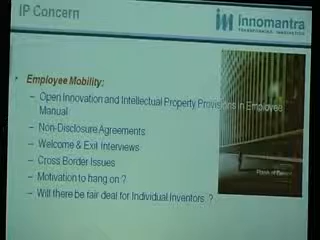 IP Concern
innomantra
Employee Mobility:
– Open Innovation and Intellectual Property Provisions in Employee
Manual
– Non-Disclosure Agreements
– Welcome & Exit Interviews
– Cross Border Issues
– Motivation to hang on ?
– Will there be fair deal for Individual Inventors ?